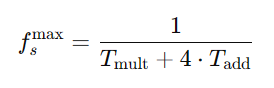 f_s^max = 1 / (T_mult + 4 · T_add)